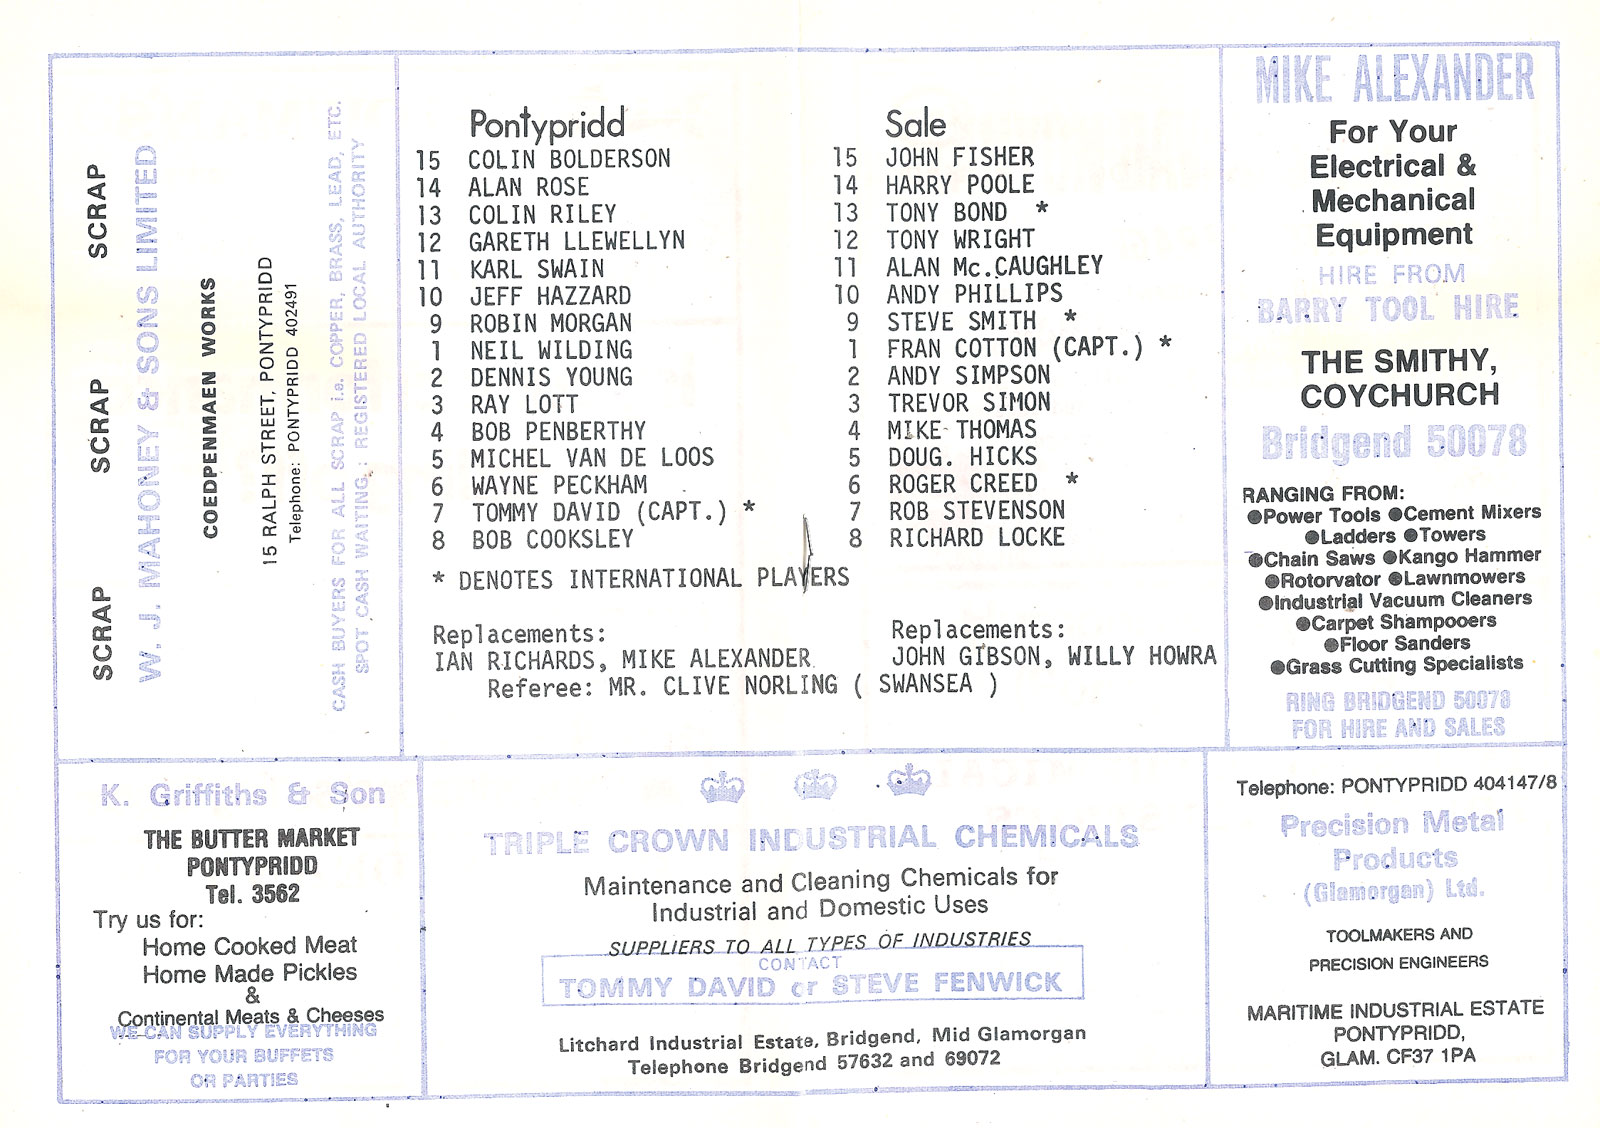 SCRAP SCRAP SCRAP
W. J. MAHONEY & SONS LIMITED
COEDPENMAEN WORKS
15 RALPH STREET, PONTYPRIDD
Telephone: PONTYPRIDD 402491
CASH BUYERS FOR ALL SCRAP i.e. COPPER, BRASS, LEAD, ETC.
SPOT CASH WAITING: REGISTERED LOCAL AUTHORITY
Pontypridd
15 COLIN BOLDERSON
14 ALAN ROSE
13 COLIN RILEY
12 GARETH LLEWELLYN
11 KARL SWAIN
10 JEFF HAZZARD
9 ROBIN MORGAN
1 NEIL WILDING
2 DENNIS YOUNG
3 RAY LOTT
4 BOB PENBERTHY
5 MICHEL VAN DE LOOS
6 WAYNE PECKHAM
7 TOMMY DAVID (CAPT.) *
8 BOB COOKSLEY
* DENOTES INTERNATIONAL PLAYERS
Replacements:
IAN RICHARDS, MIKE ALEXANDER
Sale
15 JOHN FISHER
14 HARRY POOLE
13 TONY BOND *
12 TONY WRIGHT
11 ALAN Mc.CAUGHLEY
10 ANDY PHILLIPS
9 STEVE SMITH *
1 FRAN COTTON (CAPT.) *
2 ANDY SIMPSON
3 TREVOR SIMON
4 MIKE THOMAS
5 DOUG. HICKS
6 ROGER CREED *
7 ROB STEVENSON
8 RICHARD LOCKE
Replacements:
JOHN GIBSON, WILLY HOWRA
Referee: MR. CLIVE NORLING ( SWANSEA )
MIKE ALEXANDER
For Your
Electrical &
Mechanical
Equipment
HIRE FROM
BARRY TOOL HIRE
THE SMITHY,
COYCHURCH
Bridgend 50078
RANGING FROM:
●Power Tools ●Cement Mixers
●Ladders ●Towers
●Chain Saws ●Kango Hammer
●Rotorvator ●Lawnmowers
●Industrial Vacuum Cleaners
●Carpet Shampooers
●Floor Sanders
●Grass Cutting Specialists
RING BRIDGEND 50078
FOR HIRE AND SALES
K. Griffiths & Son
THE BUTTER MARKET
PONTYPRIDD
Tel. 3562
Try us for:
Home Cooked Meat
Home Made Pickles
&
Continental Meats & Cheeses
WE CAN SUPPLY EVERYTHING
FOR YOUR BUFFETS
OR PARTIES
TRIPLE CROWN INDUSTRIAL CHEMICALS
Maintenance and Cleaning Chemicals for
Industrial and Domestic Uses
SUPPLIERS TO ALL TYPES OF INDUSTRIES
CONTACT
TOMMY DAVID or STEVE FENWICK
Litchard Industrial Estate, Bridgend, Mid Glamorgan
Telephone Bridgend 57632 and 69072
Telephone: PONTYPRIDD 404147/8
Precision Metal
Products
(Glamorgan) Ltd.
TOOLMAKERS AND
PRECISION ENGINEERS
MARITIME INDUSTRIAL ESTATE
PONTYPRIDD,
GLAM. CF37 1PA